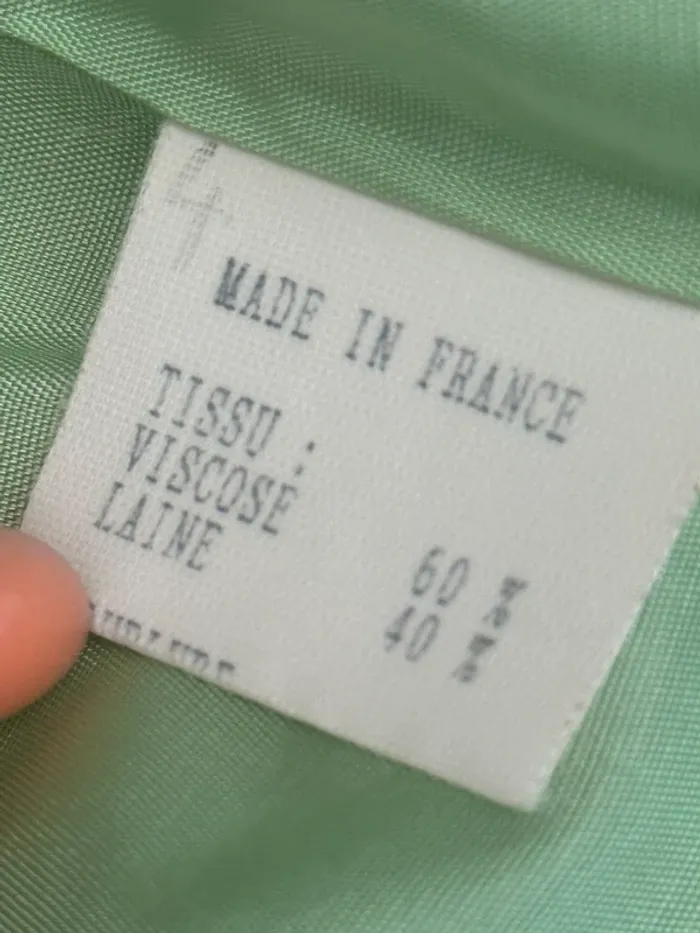 MADE IN FRANCE
TISSU :
VISCOSE 60 %
LAINE 40 %